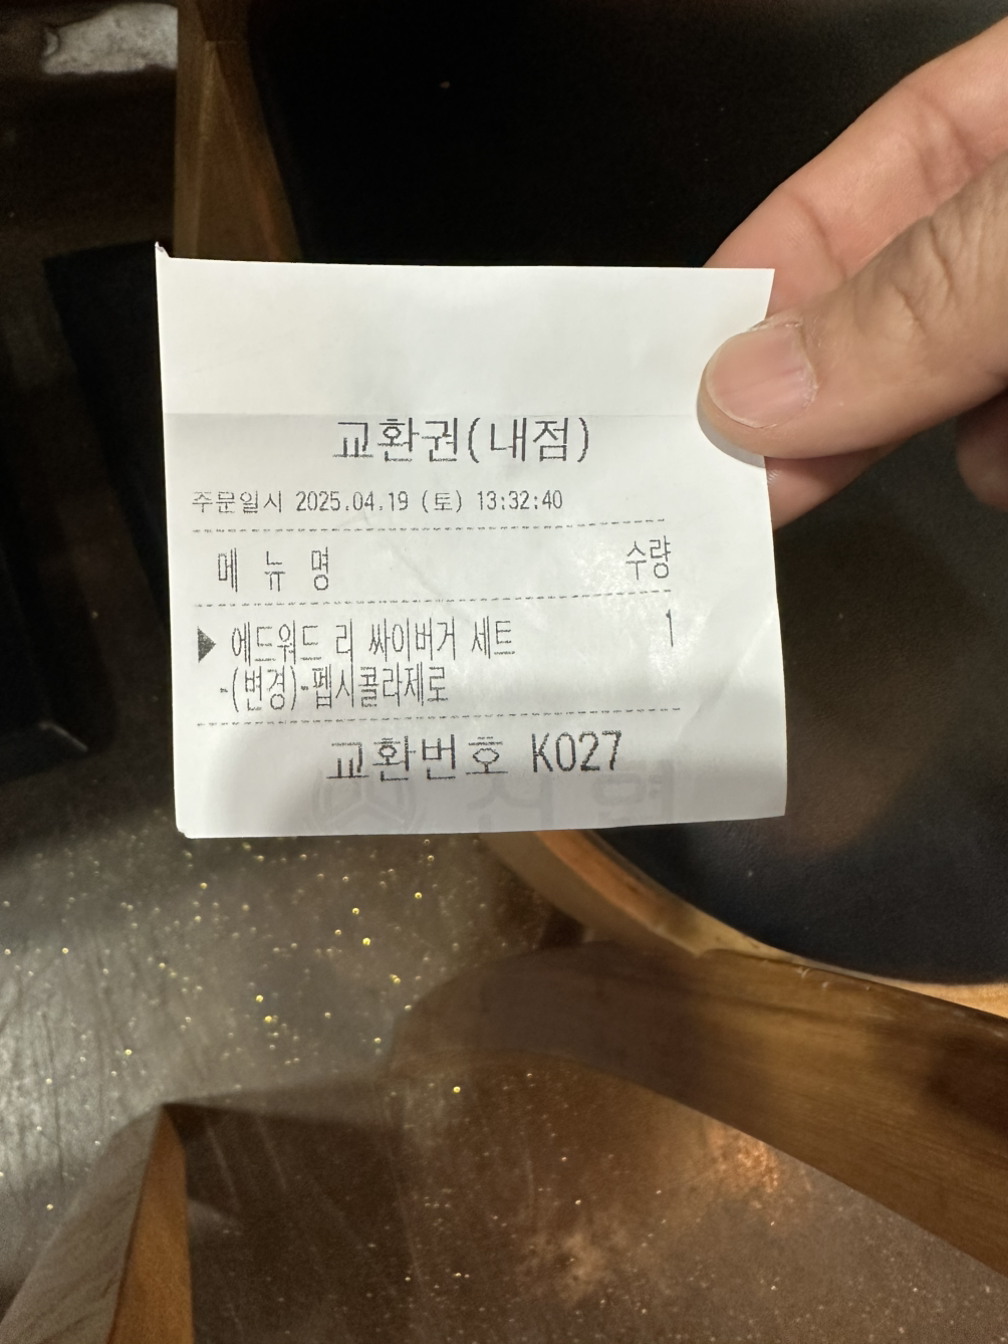 교환권(내점)
주문일시 2025.04.19 (토) 13:32:40
메 뉴 명 수량
▶ 에드워드 리 싸이버거 세트 1
-(변경)-펩시콜라제로
교환번호 K027